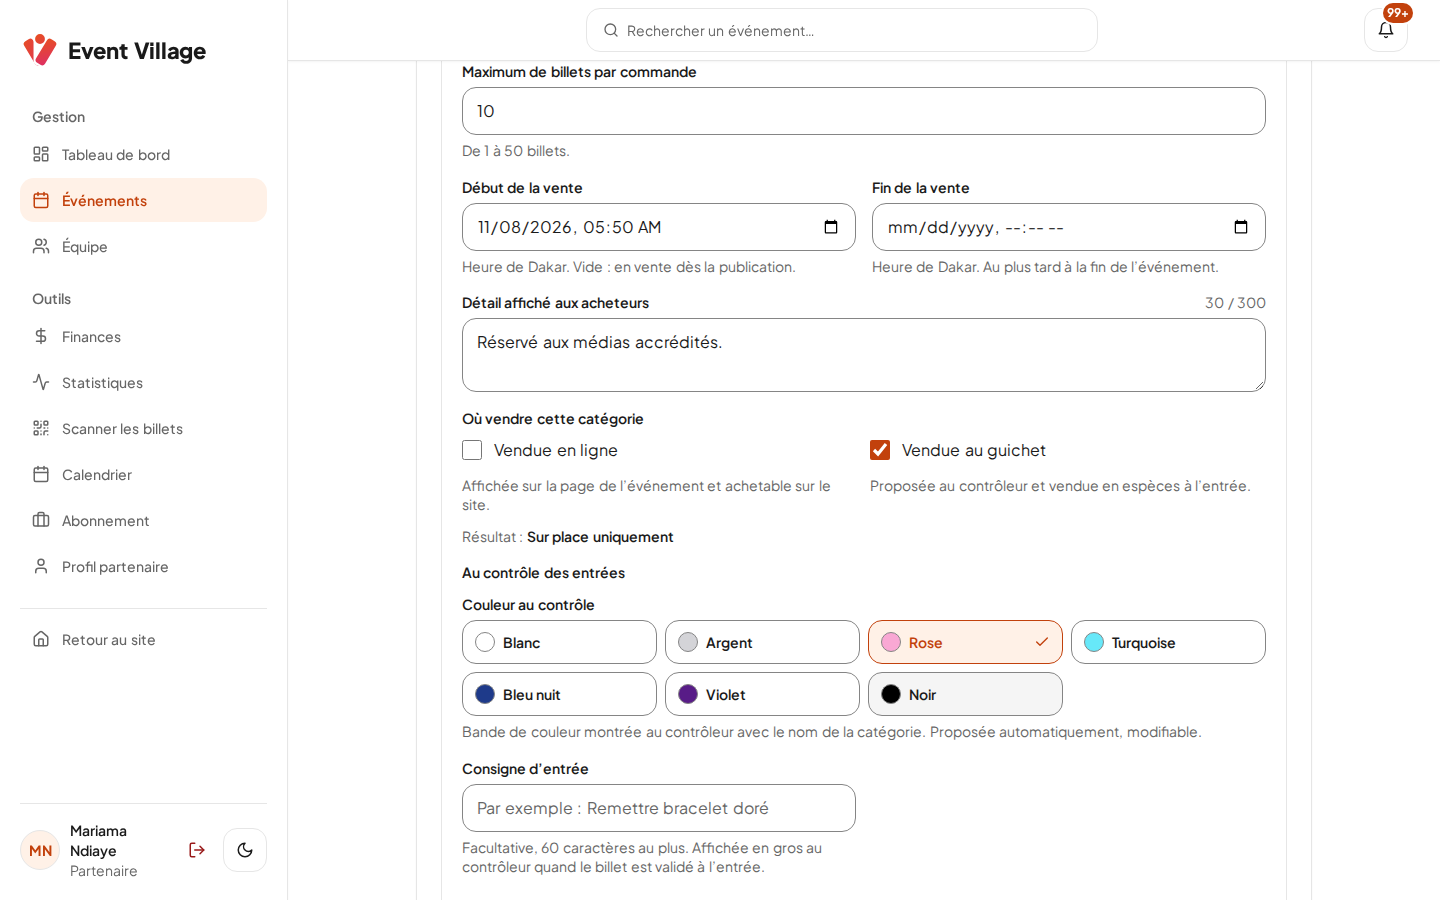 Event Village
Rechercher un événement…
99+
Gestion
Tableau de bord
Événements
Équipe
Outils
Finances
Statistiques
Scanner les billets
Calendrier
Abonnement
Profil partenaire
Retour au site
MN
Mariama
Ndiaye
Partenaire
Maximum de billets par commande
10
De 1 à 50 billets.
Début de la vente
11/08/2026, 05:50 AM
Heure de Dakar. Vide : en vente dès la publication.
Fin de la vente
mm/dd/yyyy, --:-- --
Heure de Dakar. Au plus tard à la fin de l’événement.
Détail affiché aux acheteurs
30 / 300
Réservé aux médias accrédités.
Où vendre cette catégorie
Vendue en ligne
Affichée sur la page de l’événement et achetable sur le
site.
Vendue au guichet
Proposée au contrôleur et vendue en espèces à l’entrée.
Résultat : Sur place uniquement
Au contrôle des entrées
Couleur au contrôle
Blanc
Argent
Rose
Turquoise
Bleu nuit
Violet
Noir
Bande de couleur montrée au contrôleur avec le nom de la catégorie. Proposée automatiquement, modifiable.
Consigne d’entrée
Par exemple : Remettre bracelet doré
Facultative, 60 caractères au plus. Affichée en gros au
contrôleur quand le billet est validé à l’entrée.